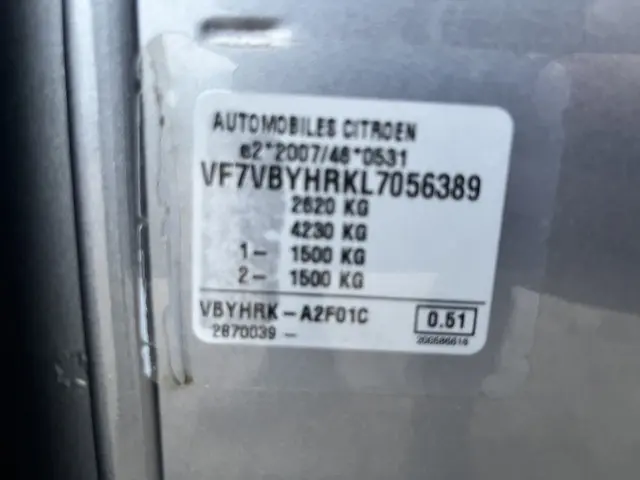 AUTOMOBILES CITROEN
e2*2007/46*0531
VF7VBYHRKL7056389
2620 KG
4230 KG
1- 1500 KG
2- 1500 KG
VBYHRK - A2F01C 0.51
2870039 -